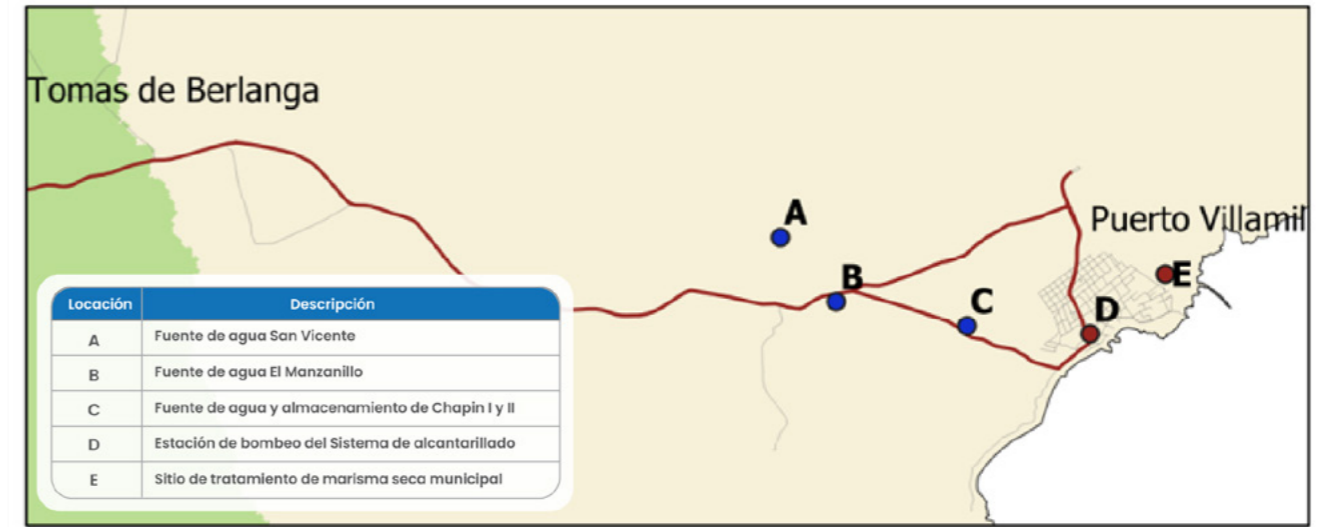 Tomas de Berlanga
A
Puerto Villamil
B
E
C
D
Locación Descripción
A Fuente de agua San Vicente
B Fuente de agua El Manzanillo
C Fuente de agua y almacenamiento de Chapin I y II
D Estación de bombeo del Sistema de alcantarillado
E Sitio de tratamiento de marisma seca municipal